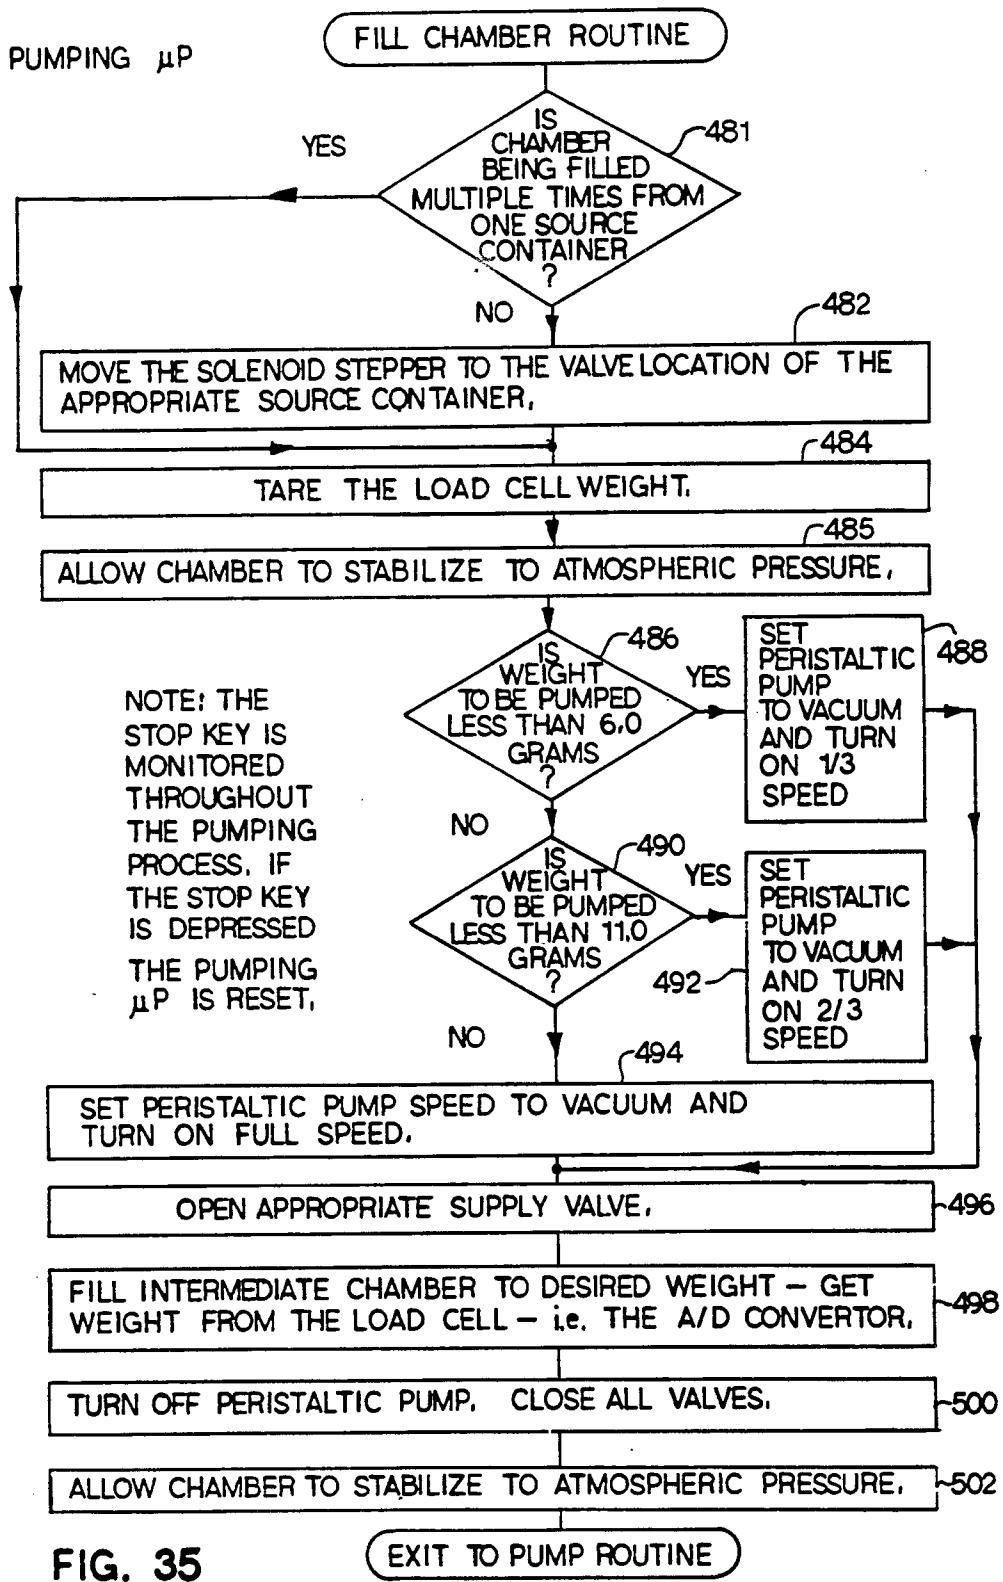 PUMPING μP
FILL CHAMBER ROUTINE
IS
CHAMBER
BEING FILLED
MULTIPLE TIMES FROM
ONE SOURCE
CONTAINER
?
481
YES
NO
482
MOVE THE SOLENOID STEPPER TO THE VALVE LOCATION OF THE
APPROPRIATE SOURCE CONTAINER.
484
TARE THE LOAD CELL WEIGHT.
485
ALLOW CHAMBER TO STABILIZE TO ATMOSPHERIC PRESSURE.
486
IS
WEIGHT
TO BE PUMPED
LESS THAN 6.0
GRAMS
?
YES
SET
PERISTALTIC
PUMP
TO VACUUM
AND TURN
ON 1/3
SPEED
488
NOTE: THE
STOP KEY IS
MONITORED
THROUGHOUT
THE PUMPING
PROCESS. IF
THE STOP KEY
IS DEPRESSED
THE PUMPING
μP IS RESET.
NO
490
IS
WEIGHT
TO BE PUMPED
LESS THAN 11.0
GRAMS
?
YES
SET
PERISTALTIC
PUMP
TO VACUUM
AND TURN
ON 2/3
SPEED
492
NO
494
SET PERISTALTIC PUMP SPEED TO VACUUM AND
TURN ON FULL SPEED.
OPEN APPROPRIATE SUPPLY VALVE.
496
FILL INTERMEDIATE CHAMBER TO DESIRED WEIGHT – GET
WEIGHT FROM THE LOAD CELL – i.e. THE A/D CONVERTOR.
498
TURN OFF PERISTALTIC PUMP. CLOSE ALL VALVES.
500
ALLOW CHAMBER TO STABILIZE TO ATMOSPHERIC PRESSURE.
502
EXIT TO PUMP ROUTINE
FIG. 35